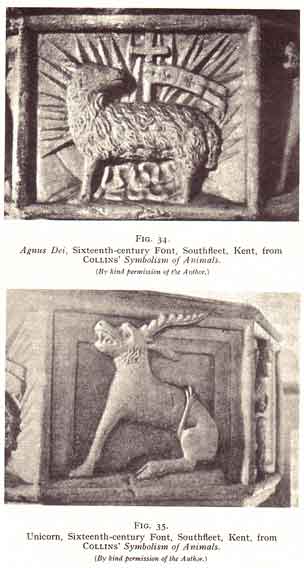 FIG. 34.
Agnus Dei, Sixteenth-century Font, Southfleet, Kent, from
COLLINS' Symbolism of Animals.
(By kind permission of the Author.)
FIG. 35.
Unicorn, Sixteenth-century Font, Southfleet, Kent, from
COLLINS' Symbolism of Animals.
(By kind permission of the Author.)